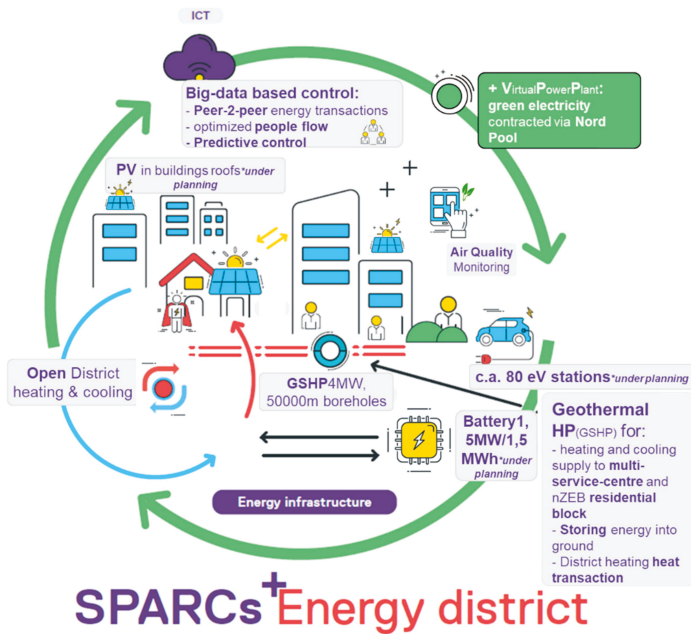 ICT
Big-data based control:
- Peer-2-peer energy transactions
- optimized people flow
- Predictive control
+ VirtualPowerPlant:
green electricity
contracted via Nord
Pool
PV in buildings roofs*under
planning
Air Quality
Monitoring
Open District
heating & cooling
GSHP4MW,
50000m boreholes
c.a. 80 eV stations*under planning
Battery1,
5MW/1,5
MWh*under
planning
Geothermal
HP(GSHP) for:
- heating and cooling
supply to multi-
service-centre and
nZEB residential
block
- Storing energy into
ground
- District heating heat
transaction
Energy infrastructure
SPARCs+ Energy district